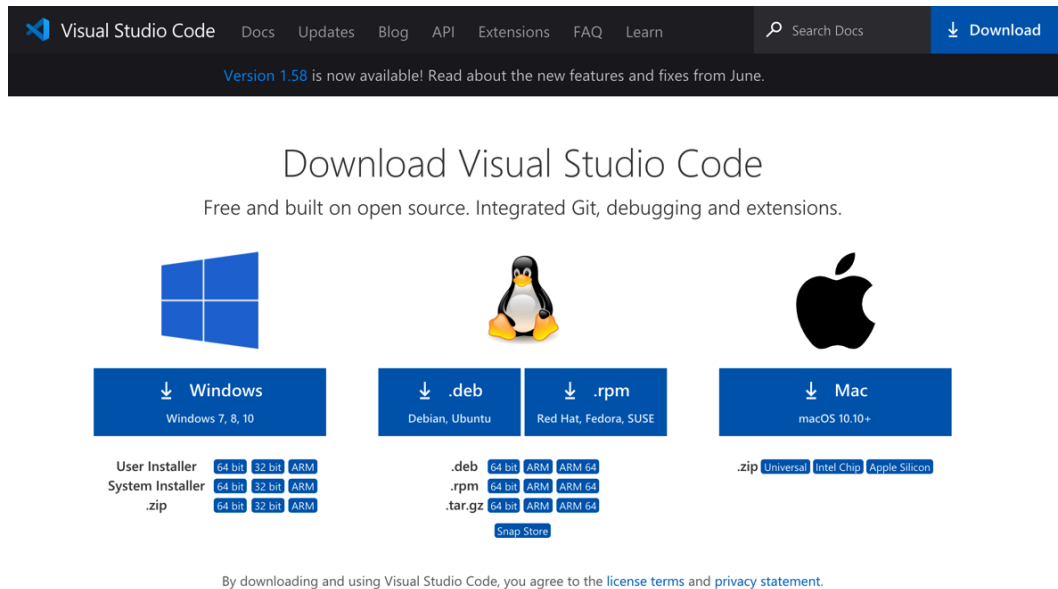 Visual Studio Code Docs Updates Blog API Extensions FAQ Learn Search Docs Download
Version 1.58 is now available! Read about the new features and fixes from June.
Download Visual Studio Code
Free and built on open source. Integrated Git, debugging and extensions.
Windows
Windows 7, 8, 10
User Installer 64 bit 32 bit ARM
System Installer 64 bit 32 bit ARM
.zip 64 bit 32 bit ARM
.deb
Debian, Ubuntu
.rpm
Red Hat, Fedora, SUSE
.deb 64 bit ARM ARM 64
.rpm 64 bit ARM ARM 64
.tar.gz 64 bit ARM ARM 64
Snap Store
Mac
macOS 10.10+
.zip Universal Intel Chip Apple Silicon
By downloading and using Visual Studio Code, you agree to the license terms and privacy statement.